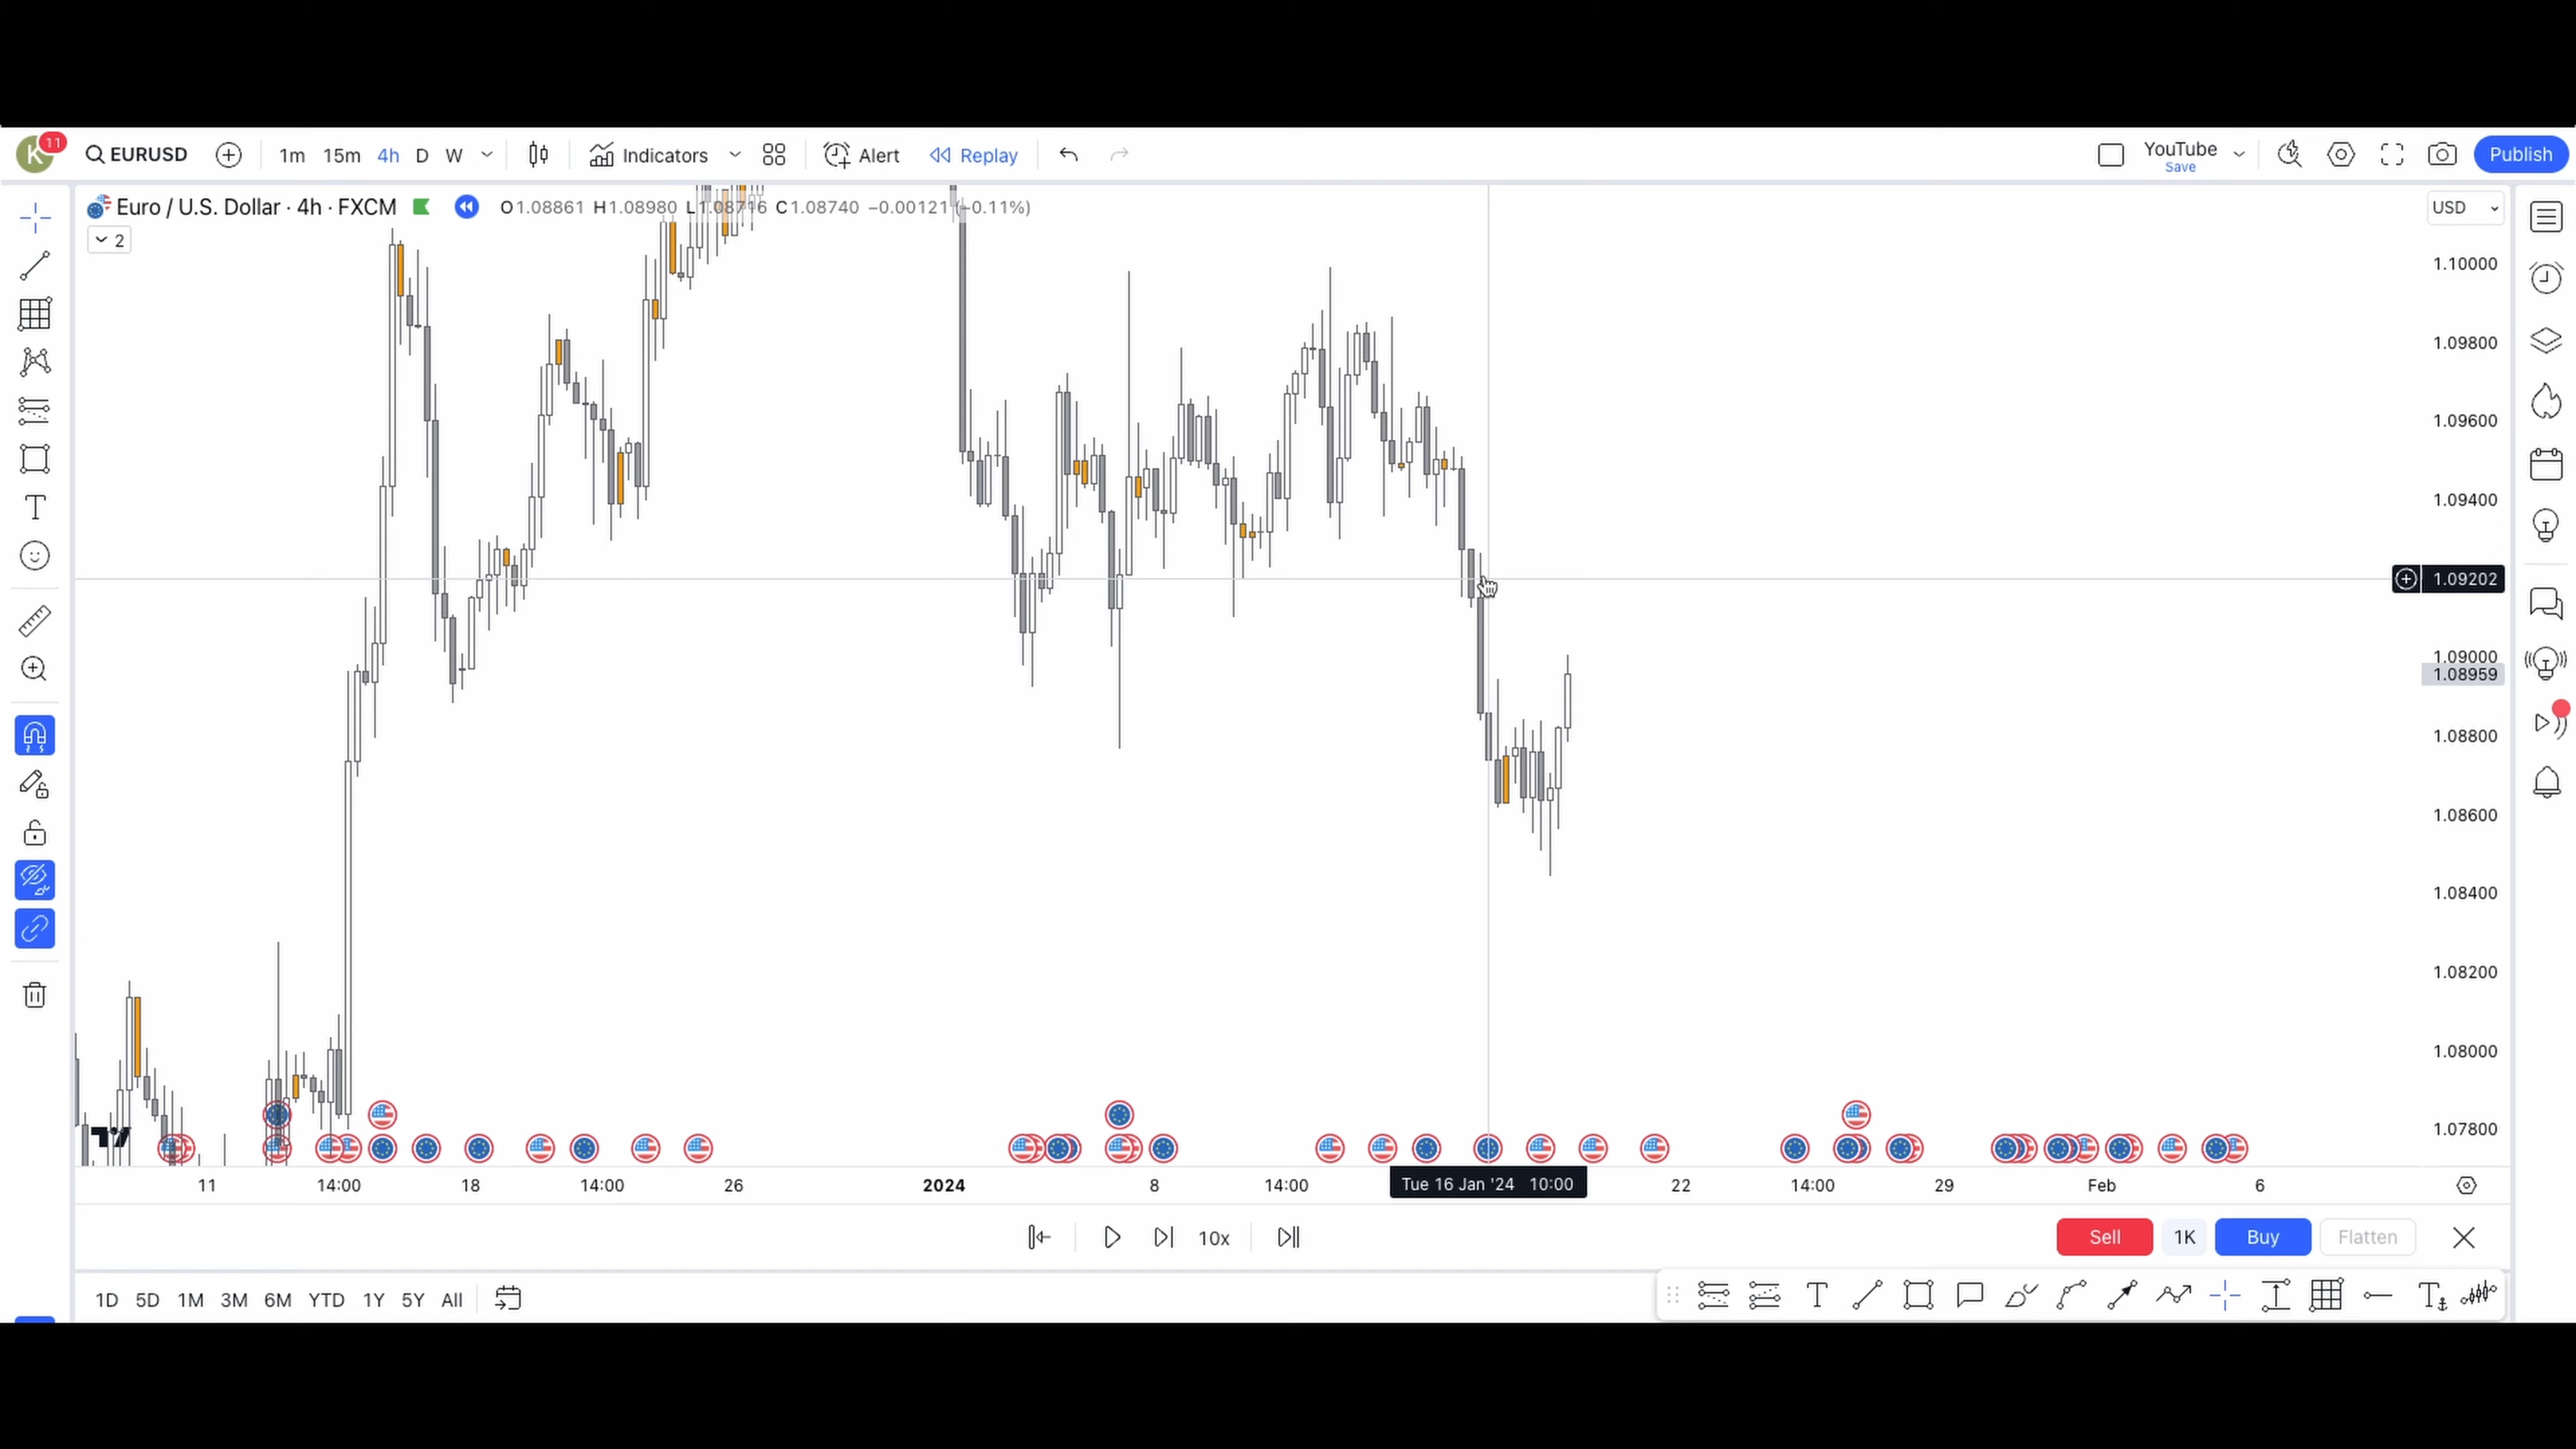 K 11 EURUSD 1m 15m 4h D W Indicators Alert Replay YouTube Save Publish
Euro / U.S. Dollar · 4h · FXCM O1.08861 H1.08980 L1.08716 C1.08740 −0.00121 (−0.11%) USD
2
1.10000
1.09800
1.09600
1.09400
1.09202
1.09000
1.08959
1.08800
1.08600
1.08400
1.08200
1.08000
1.07800
11 14:00 18 14:00 26 2024 8 14:00 Tue 16 Jan '24 10:00 22 14:00 29 Feb 6
10x Sell 1K Buy Flatten
1D 5D 1M 3M 6M YTD 1Y 5Y All